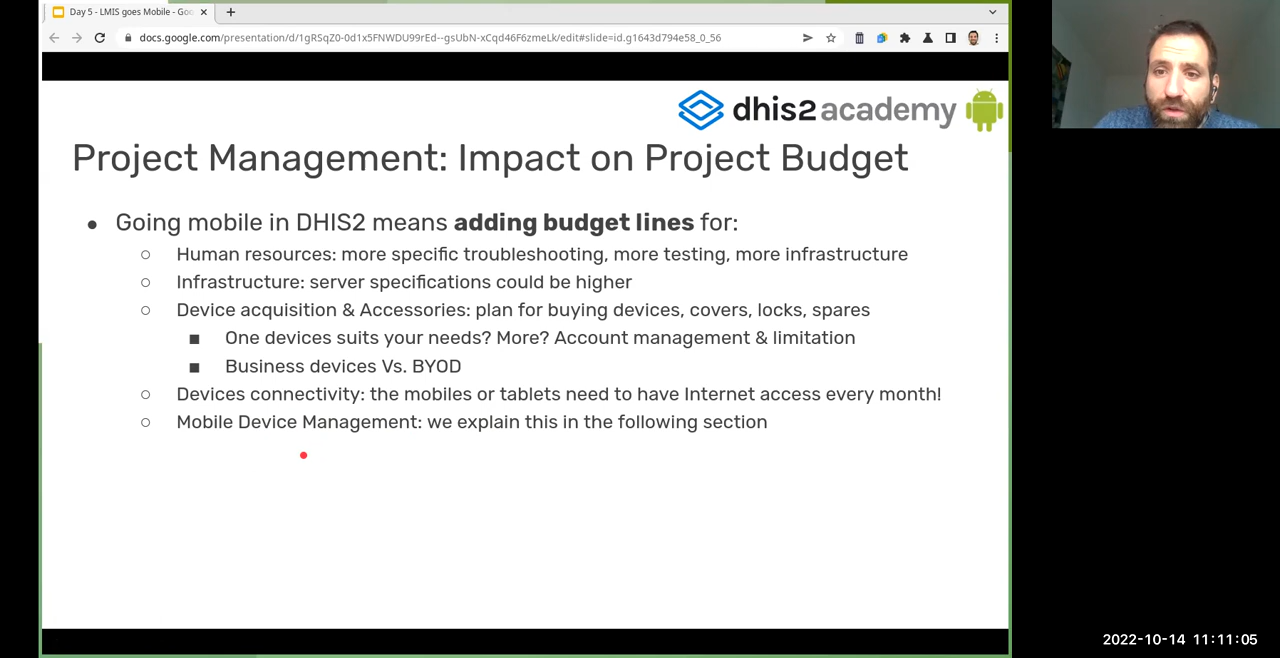 Day 5 - LMIS goes Mobile - Goo
docs.google.com/presentation/d/1gRSqZ0-0d1x5FNWDU99rEd--gsUbN-xCqd46F6zmeLk/edit#slide=id.g1643d794e58_0_56
dhis2academy
Project Management: Impact on Project Budget
● Going mobile in DHIS2 means adding budget lines for:
○ Human resources: more specific troubleshooting, more testing, more infrastructure
○ Infrastructure: server specifications could be higher
○ Device acquisition & Accessories: plan for buying devices, covers, locks, spares
■ One devices suits your needs? More? Account management & limitation
■ Business devices Vs. BYOD
○ Devices connectivity: the mobiles or tablets need to have Internet access every month!
○ Mobile Device Management: we explain this in the following section
2022-10-14 11:11:05